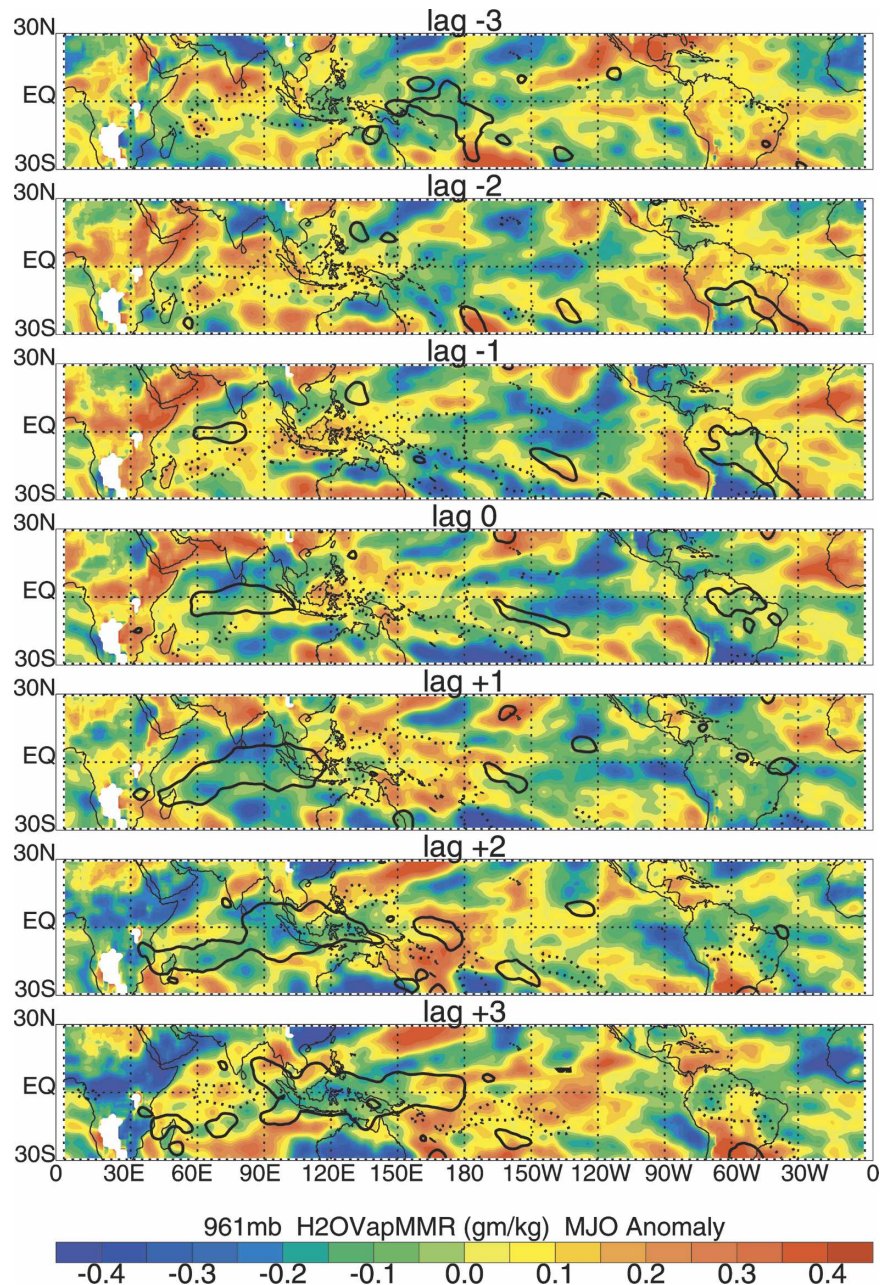 lag -3
30N
EQ
30S
lag -2
30N
EQ
30S
lag -1
30N
EQ
30S
lag 0
30N
EQ
30S
lag +1
30N
EQ
30S
lag +2
30N
EQ
30S
lag +3
30N
EQ
30S
0 30E 60E 90E 120E 150E 180 150W 120W 90W 60W 30W 0
961mb H2OVapMMR (gm/kg) MJO Anomaly
-0.4 -0.3 -0.2 -0.1 0.0 0.1 0.2 0.3 0.4